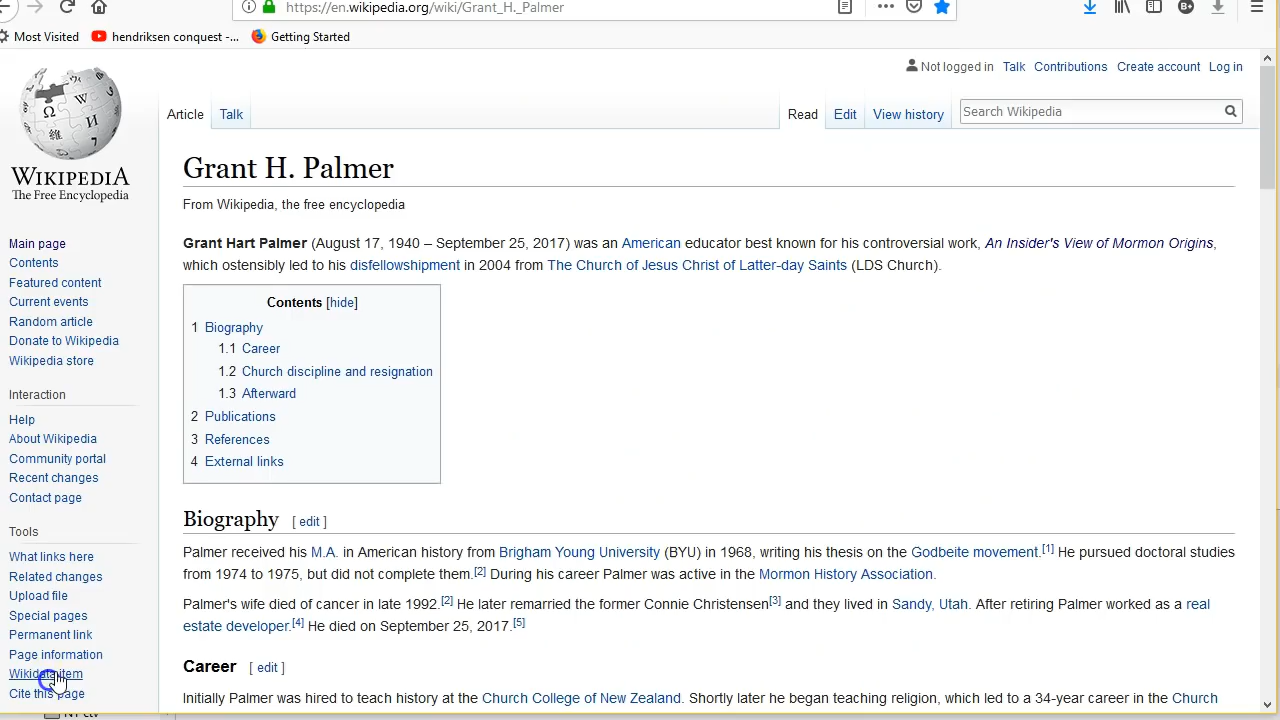 https://en.wikipedia.org/wiki/Grant_H._Palmer
Most Visited
hendriksen conquest -...
Getting Started
Not logged in Talk Contributions Create account Log in
Article Talk
Read Edit View history
Search Wikipedia
WIKIPEDIA
The Free Encyclopedia
Main page
Contents
Featured content
Current events
Random article
Donate to Wikipedia
Wikipedia store
Interaction
Help
About Wikipedia
Community portal
Recent changes
Contact page
Tools
What links here
Related changes
Upload file
Special pages
Permanent link
Page information
Wikidata item
Cite this page
Grant H. Palmer
From Wikipedia, the free encyclopedia
Grant Hart Palmer (August 17, 1940 – September 25, 2017) was an American educator best known for his controversial work, An Insider's View of Mormon Origins,
which ostensibly led to his disfellowshipment in 2004 from The Church of Jesus Christ of Latter-day Saints (LDS Church).
Contents [hide]
1 Biography
1.1 Career
1.2 Church discipline and resignation
1.3 Afterward
2 Publications
3 References
4 External links
Biography [ edit ]
Palmer received his M.A. in American history from Brigham Young University (BYU) in 1968, writing his thesis on the Godbeite movement.[1] He pursued doctoral studies
from 1974 to 1975, but did not complete them.[2] During his career Palmer was active in the Mormon History Association.
Palmer's wife died of cancer in late 1992.[2] He later remarried the former Connie Christensen[3] and they lived in Sandy, Utah. After retiring Palmer worked as a real
estate developer.[4] He died on September 25, 2017.[5]
Career [ edit ]
Initially Palmer was hired to teach history at the Church College of New Zealand. Shortly later he began teaching religion, which led to a 34-year career in the Church